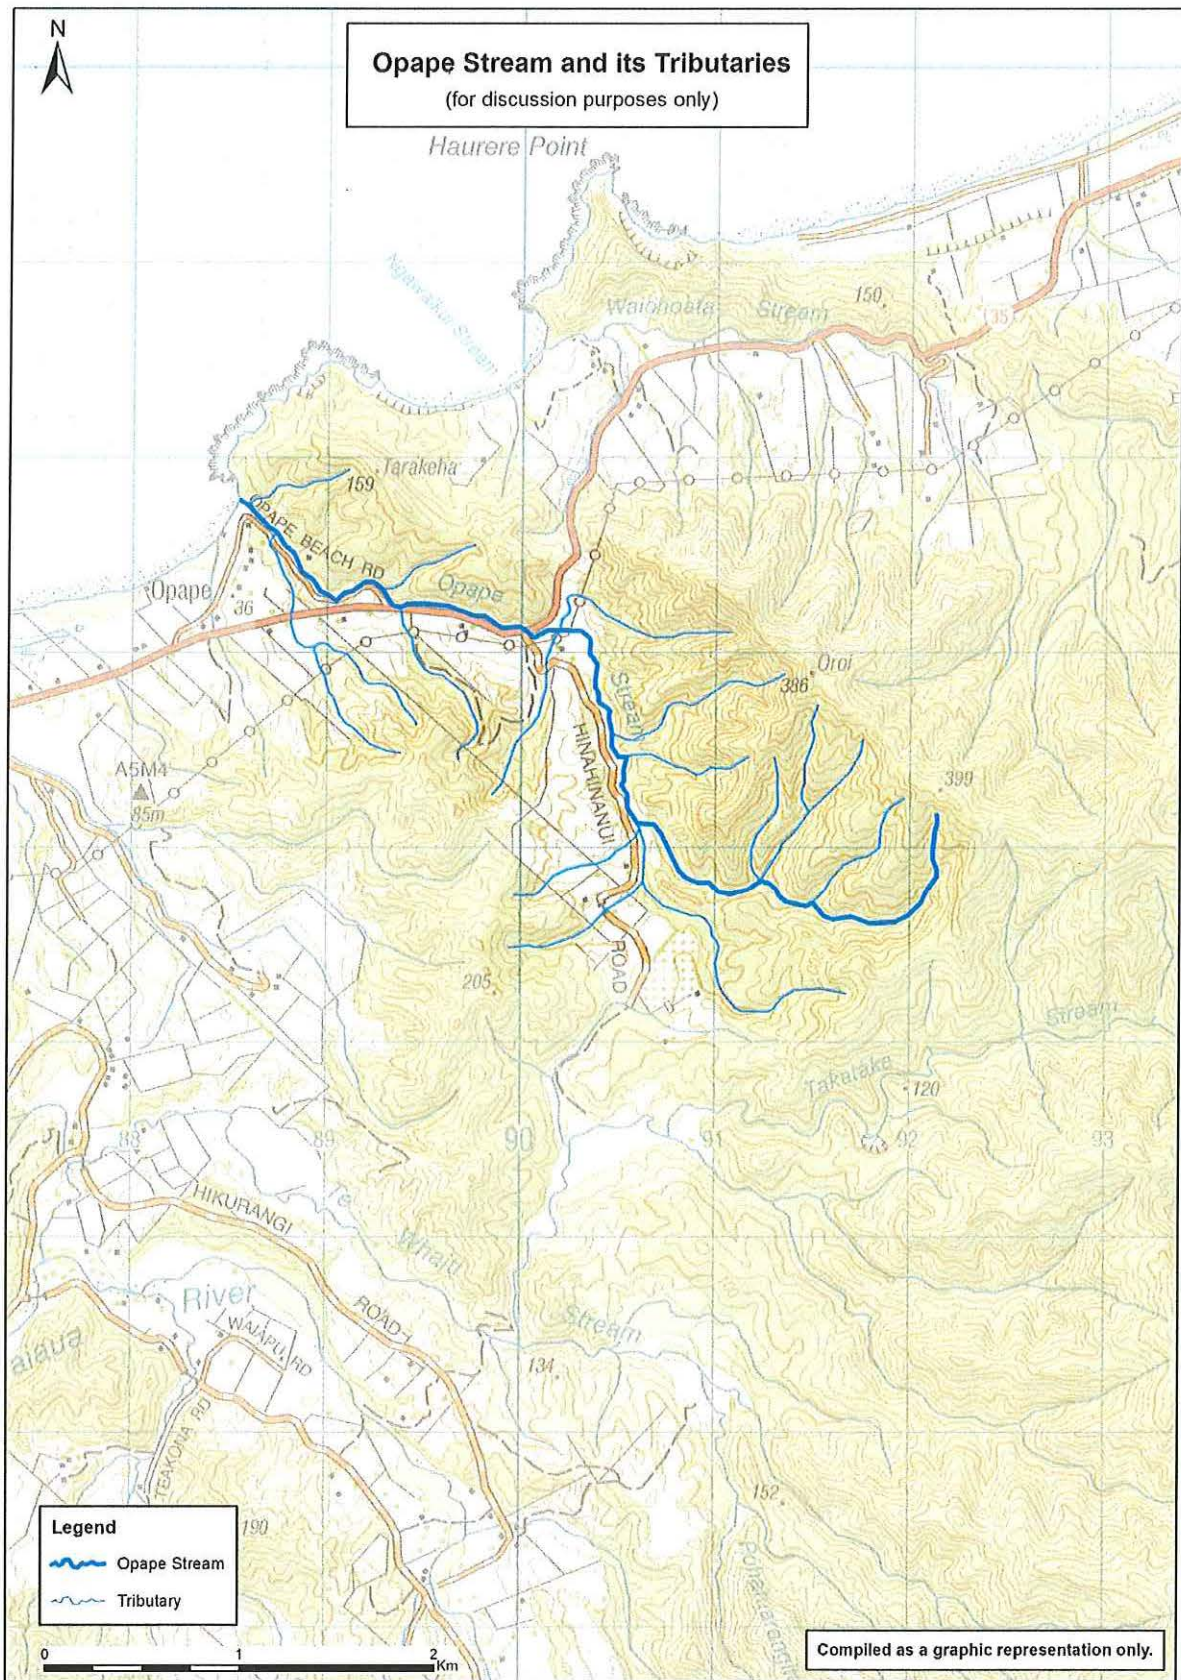 N
Opape Stream and its Tributaries
(for discussion purposes only)
Haurere Point
Waiohoata Stream
150
35
Tarakeha
159
OPAPE BEACH RD
Opape
Opape
Stream
36
Oroi
386
HINAHINANUI
ROAD
A5M4
85m
399
205
Stream
Takatake
120
88
89
90
91
92
93
HIKURANGI
ROAD
Te
Whaiti
Stream
River
WAIAPU RD
aiaua
134
TEAKONA RD
152
190
Legend
Opape Stream
Tributary
0
1
2
Km
Compiled as a graphic representation only.